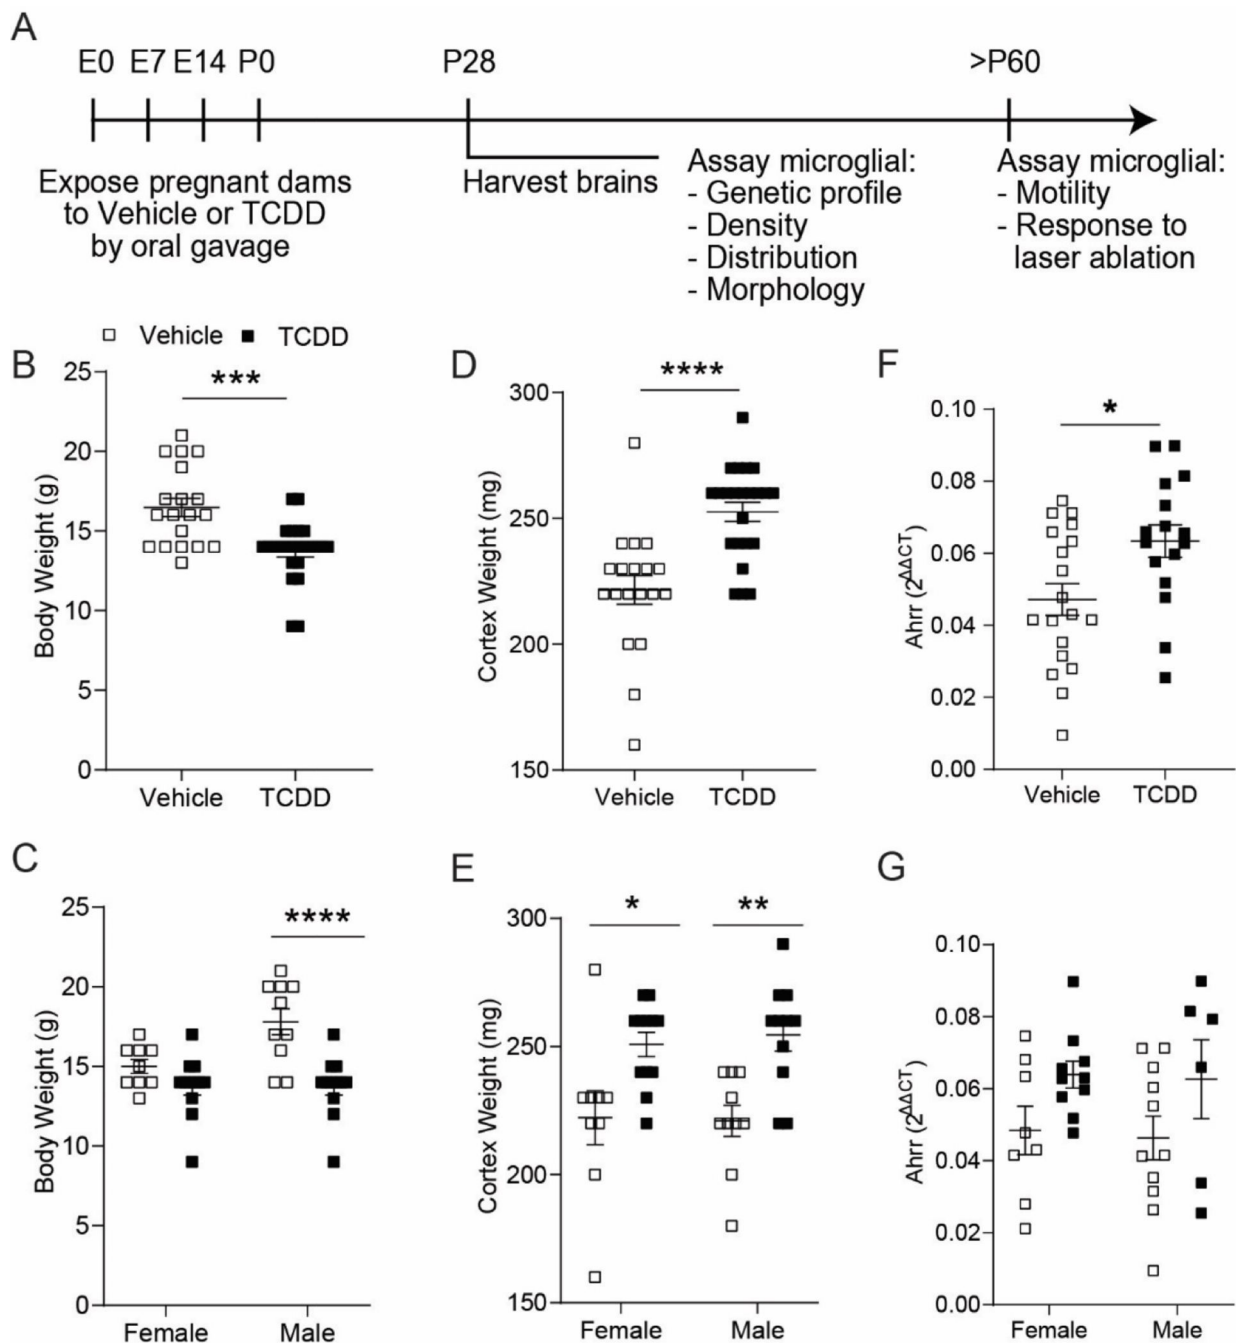 A
E0 E7 E14 P0 P28 >P60
Expose pregnant dams
to Vehicle or TCDD
by oral gavage
Harvest brains
Assay microglial:
- Genetic profile
- Density
- Distribution
- Morphology
Assay microglial:
- Motility
- Response to
laser ablation
□ Vehicle ■ TCDD
B
***
Body Weight (g)
25
20
15
10
5
0
Vehicle TCDD
D
****
Cortex Weight (mg)
300
250
200
150
Vehicle TCDD
F
*
Ahrr (2^ΔΔCT)
0.10
0.08
0.06
0.04
0.02
0.00
Vehicle TCDD
C
****
Body Weight (g)
25
20
15
10
5
0
Female Male
E
* **
Cortex Weight (mg)
300
250
200
150
Female Male
G
Ahrr (2^ΔΔCT)
0.10
0.08
0.06
0.04
0.02
0.00
Female Male